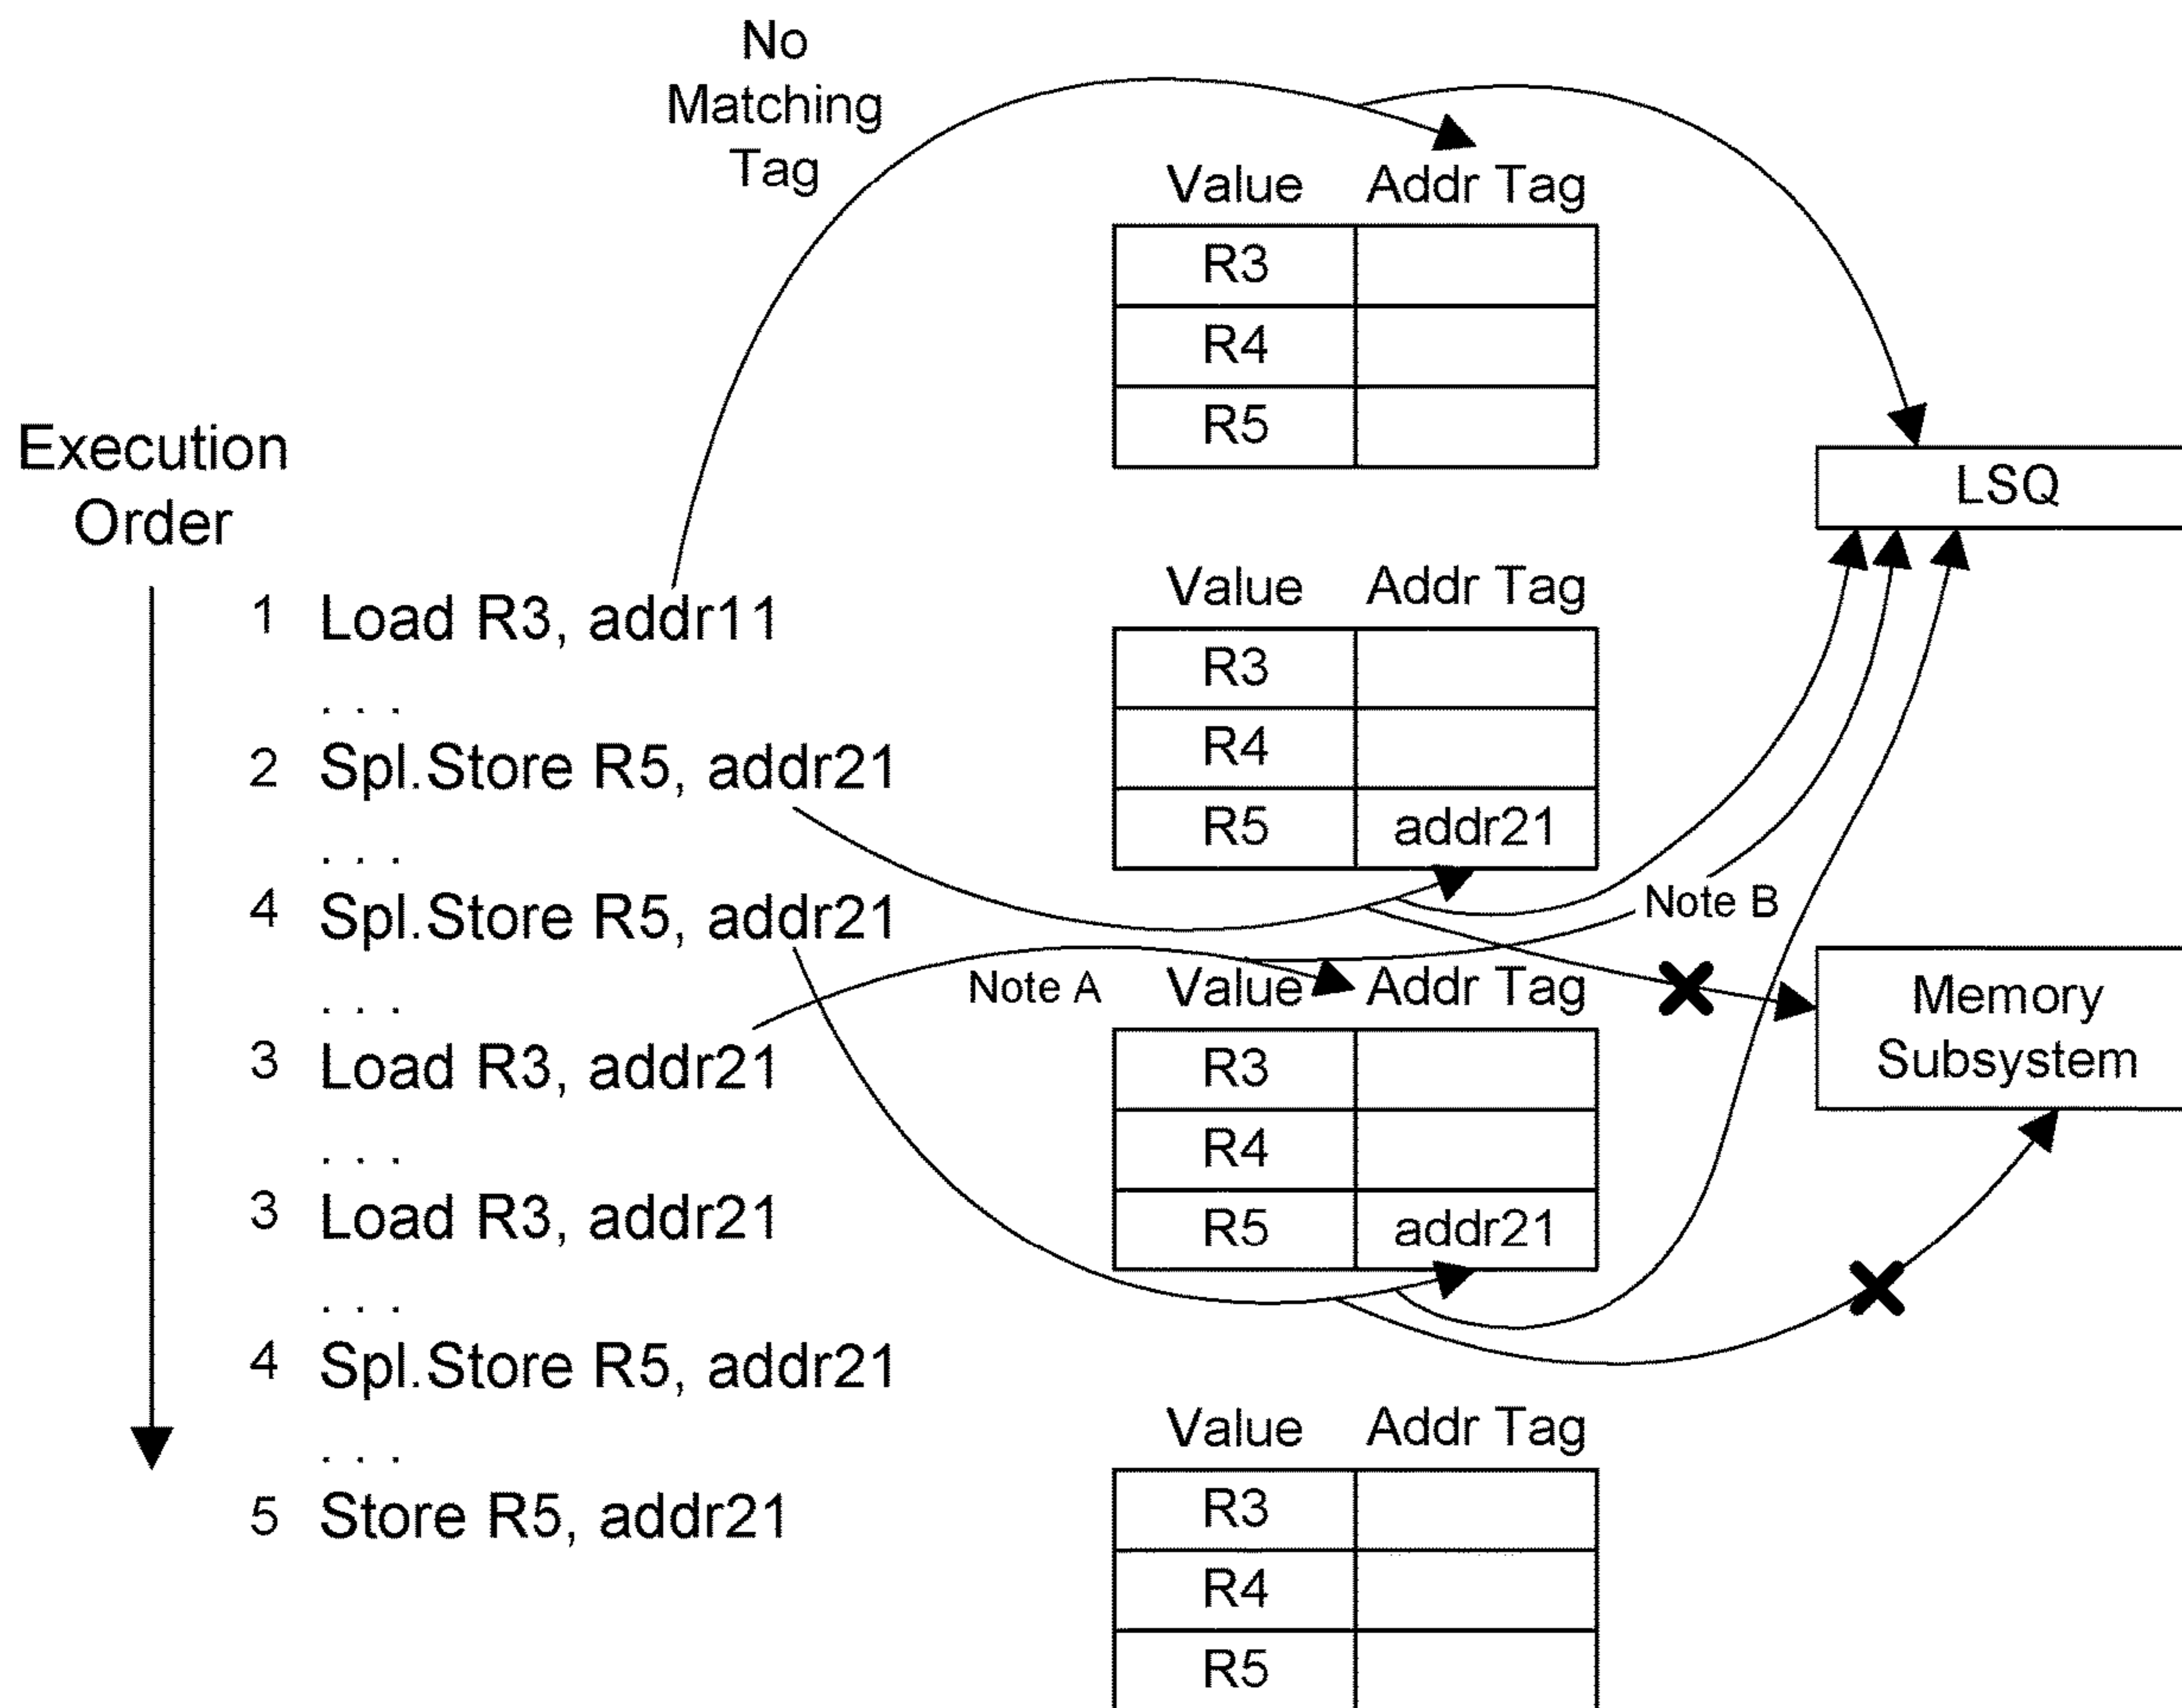 No
Matching
Tag
Value Addr Tag
R3
R4
R5
LSQ
Execution
Order
1 Load R3, addr11
. . .
2 Spl.Store R5, addr21
. . .
4 Spl.Store R5, addr21
. . .
3 Load R3, addr21
. . .
3 Load R3, addr21
. . .
4 Spl.Store R5, addr21
. . .
5 Store R5, addr21
Value Addr Tag
R3
R4
R5 addr21
Note B
Note A
Value Addr Tag
R3
R4
R5 addr21
Memory
Subsystem
Value Addr Tag
R3
R4
R5